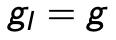 g_I = g